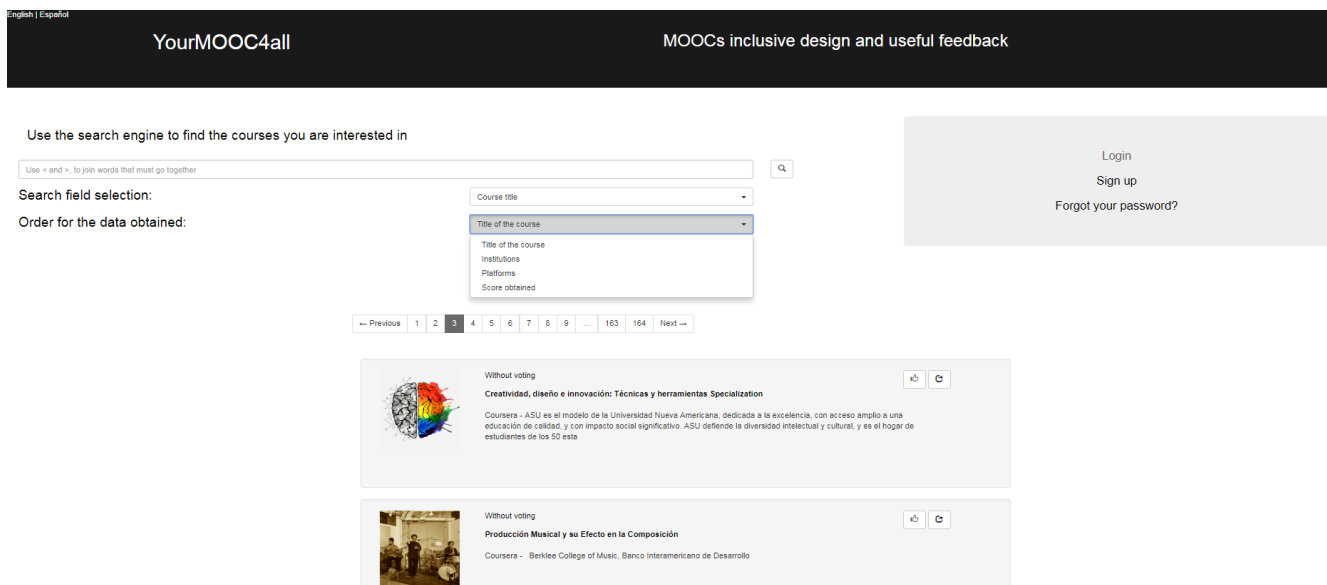 English | Español
YourMOOC4all
MOOCs inclusive design and useful feedback
Use the search engine to find the courses you are interested in
Use < and >, to join words that must go together
Search field selection:
Course title
Order for the data obtained:
Title of the course
Title of the course
Institutions
Platforms
Score obtained
Login
Sign up
Forgot your password?
← Previous 1 2 3 4 5 6 7 8 9 ... 163 164 Next →
Without voting
Creatividad, diseño e innovación: Técnicas y herramientas Specialization
Coursera - ASU es el modelo de la Universidad Nueva Americana, dedicada a la excelencia, con acceso amplio a una
educación de calidad, y con impacto social significativo. ASU defiende la diversidad intelectual y cultural, y es el hogar de
estudiantes de los 50 esta
Without voting
Producción Musical y su Efecto en la Composición
Coursera - Berklee College of Music, Banco Interamericano de Desarrollo